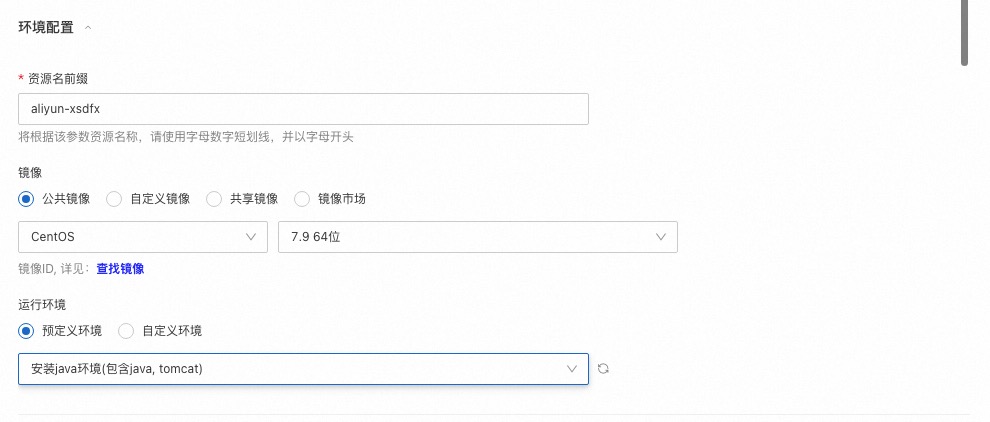 环境配置
* 资源名前缀
aliyun-xsdfx
将根据该参数资源名称，请使用字母数字短划线，并以字母开头
镜像
公共镜像 自定义镜像 共享镜像 镜像市场
CentOS 7.9 64位
镜像ID, 详见：查找镜像
运行环境
预定义环境 自定义环境
安装java环境(包含java, tomcat)